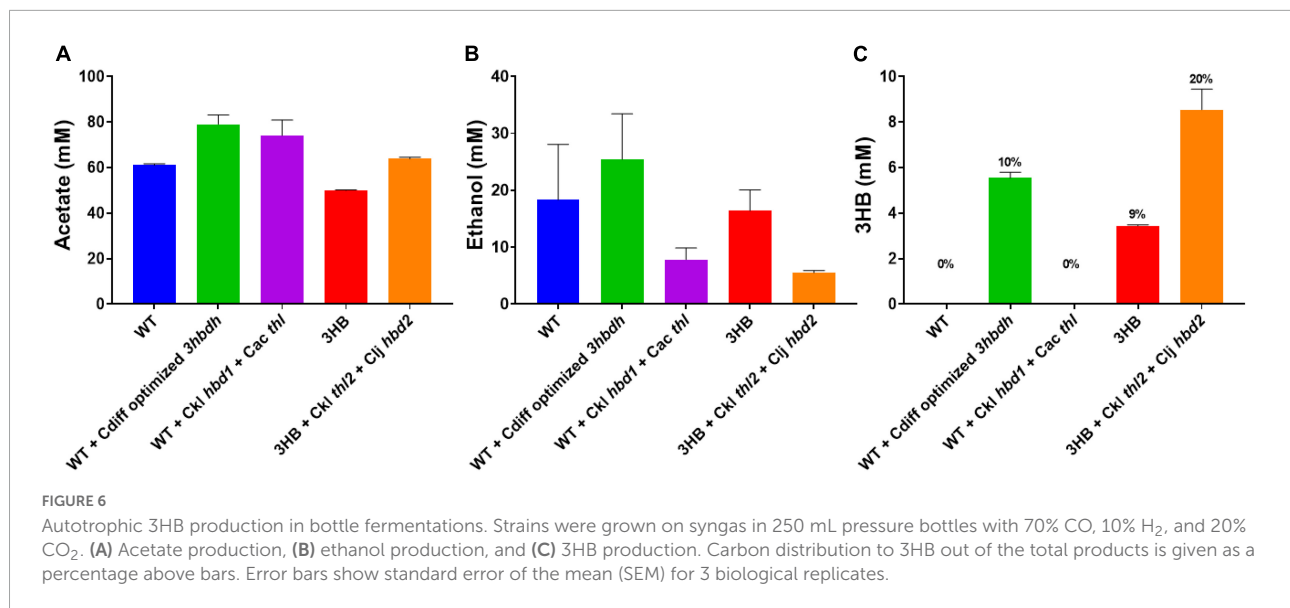 A
B
C
100
80
60
40
20
0
Acetate (mM)
WT
WT + Cdiff optimized 3hbdh
WT + Ckl hbd1 + Cac thl
3HB
3HB + Ckl thl2 + Clj hbd2
40
30
20
10
0
Ethanol (mM)
WT
WT + Cdiff optimized 3hbdh
WT + Ckl hbd1 + Cac thl
3HB
3HB + Ckl thl2 + Clj hbd2
10
8
6
4
2
0
3HB (mM)
0%
10%
0%
9%
20%
WT
WT + Cdiff optimized 3hbdh
WT + Ckl hbd1 + Cac thl
3HB
3HB + Ckl thl2 + Clj hbd2
FIGURE 6
Autotrophic 3HB production in bottle fermentations. Strains were grown on syngas in 250 mL pressure bottles with 70% CO, 10% H₂, and 20%
CO₂. (A) Acetate production, (B) ethanol production, and (C) 3HB production. Carbon distribution to 3HB out of the total products is given as a
percentage above bars. Error bars show standard error of the mean (SEM) for 3 biological replicates.